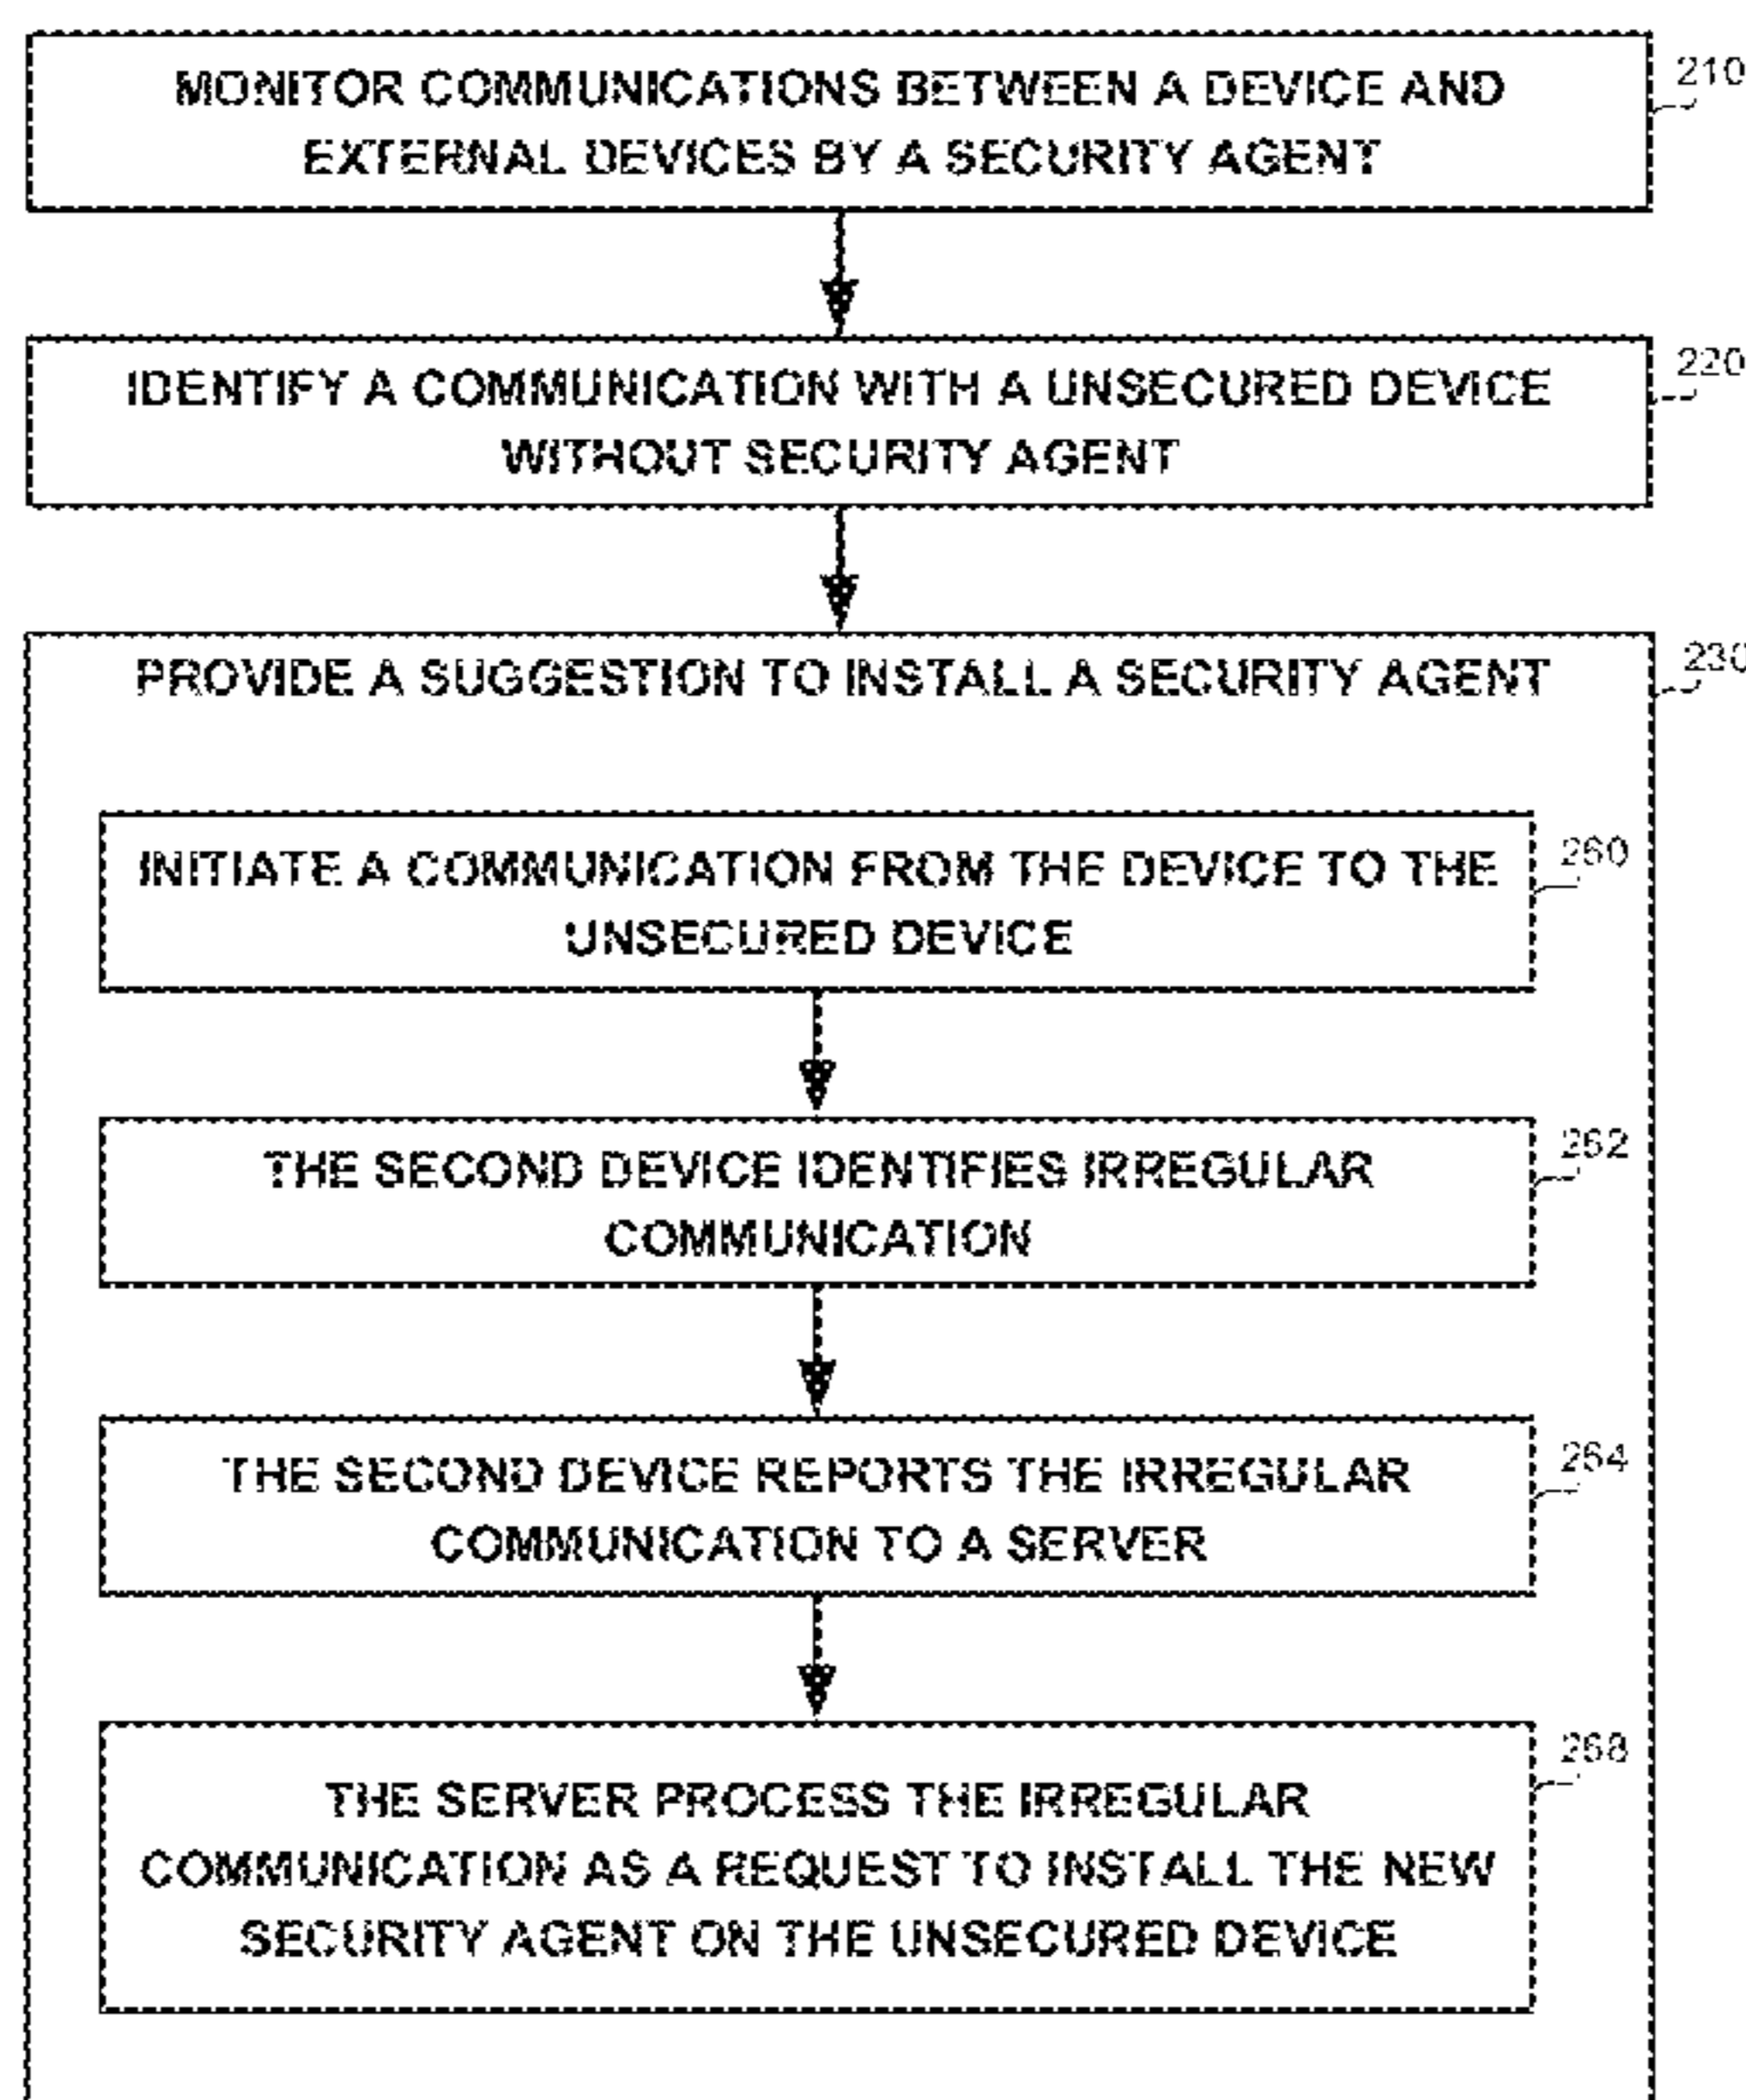 MONITOR COMMUNICATIONS BETWEEN A DEVICE AND
EXTERNAL DEVICES BY A SECURITY AGENT
210
IDENTIFY A COMMUNICATION WITH A UNSECURED DEVICE
WITHOUT SECURITY AGENT
220
PROVIDE A SUGGESTION TO INSTALL A SECURITY AGENT
230
INITIATE A COMMUNICATION FROM THE DEVICE TO THE
UNSECURED DEVICE
260
THE SECOND DEVICE IDENTIFIES IRREGULAR
COMMUNICATION
262
THE SECOND DEVICE REPORTS THE IRREGULAR
COMMUNICATION TO A SERVER
264
THE SERVER PROCESS THE IRREGULAR
COMMUNICATION AS A REQUEST TO INSTALL THE NEW
SECURITY AGENT ON THE UNSECURED DEVICE
268